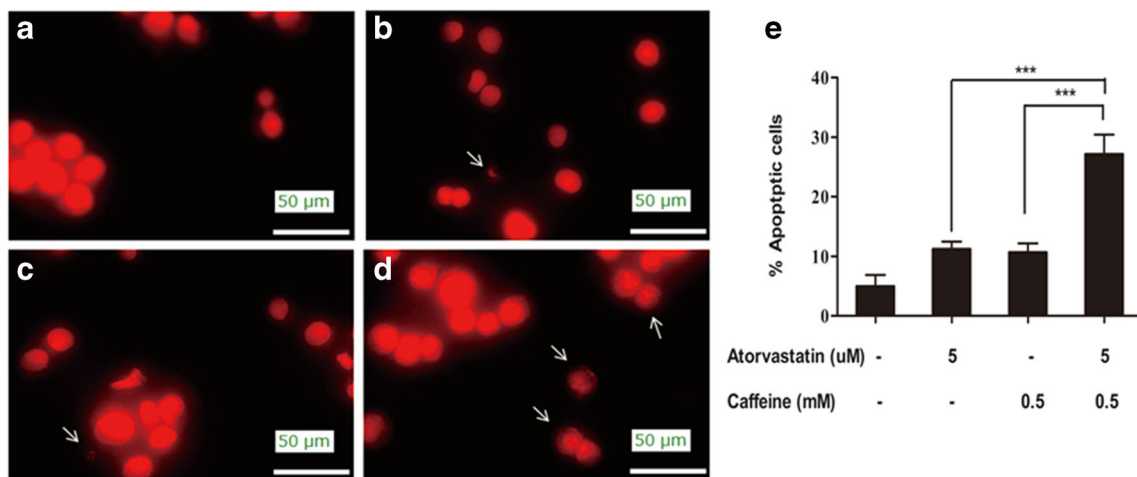 a
50 µm
b
50 µm
c
50 µm
d
50 µm
e
% Apoptptic cells
40
30
20
10
0
***
***
Atorvastatin (uM) - 5 - 5
Caffeine (mM) - - 0.5 0.5